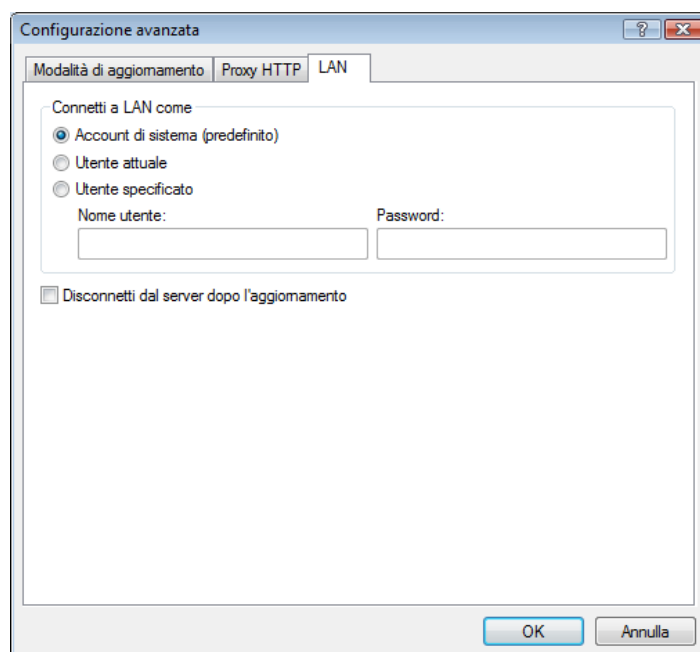 Configurazione avanzata
Modalità di aggiornamento Proxy HTTP LAN
Connetti a LAN come
Account di sistema (predefinito)
Utente attuale
Utente specificato
Nome utente: Password:
Disconnetti dal server dopo l'aggiornamento
OK Annulla